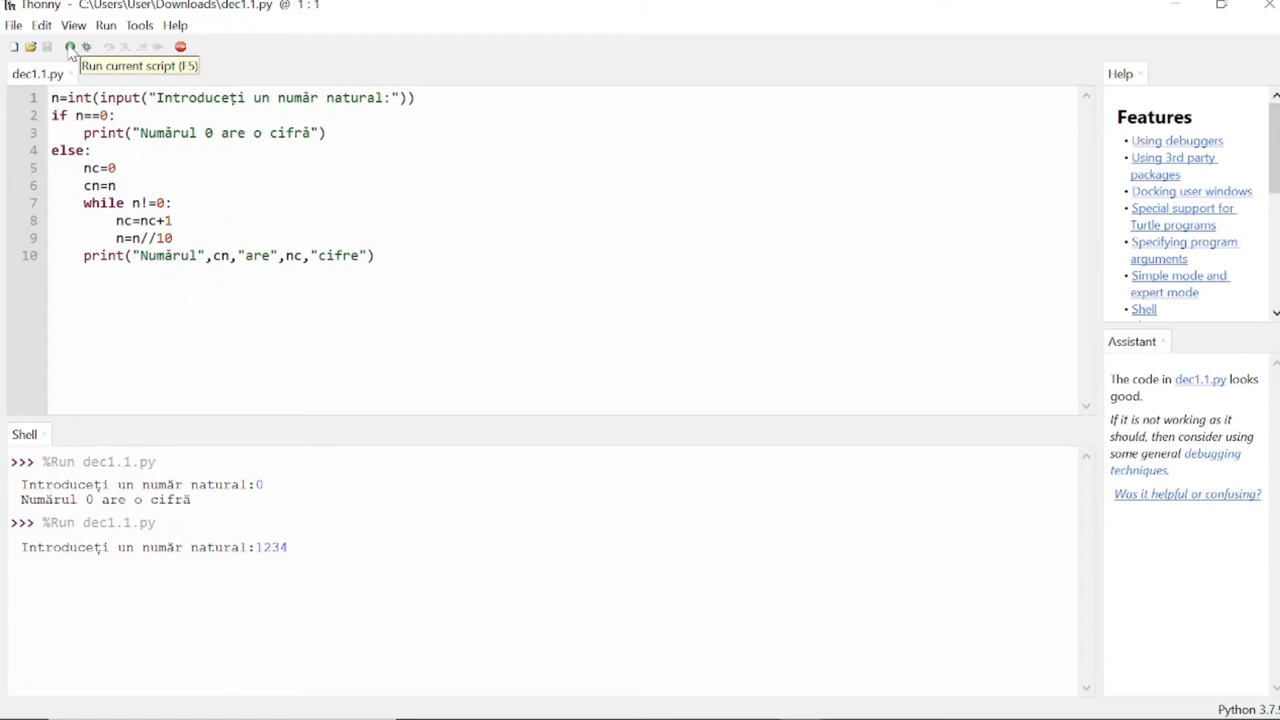 Thonny - C:\Users\User\Downloads\dec1.1.py @ 1 : 1
File Edit View Run Tools Help
Run current script (F5)
dec1.1.py
1 n=int(input("Introduceți un număr natural:"))
2 if n==0:
3 print("Numărul 0 are o cifră")
4 else:
5 nc=0
6 cn=n
7 while n!=0:
8 nc=nc+1
9 n=n//10
10 print("Numărul",cn,"are",nc,"cifre")
Help
Features
• Using debuggers
• Using 3rd party
packages
• Docking user windows
• Special support for
Turtle programs
• Specifying program
arguments
• Simple mode and
expert mode
• Shell
Assistant
The code in dec1.1.py looks
good.
If it is not working as it
should, then consider using
some general debugging
techniques.
Was it helpful or confusing?
Shell
>>> %Run dec1.1.py
Introduceți un număr natural:0
Numărul 0 are o cifră
>>> %Run dec1.1.py
Introduceți un număr natural:1234
Python 3.7.